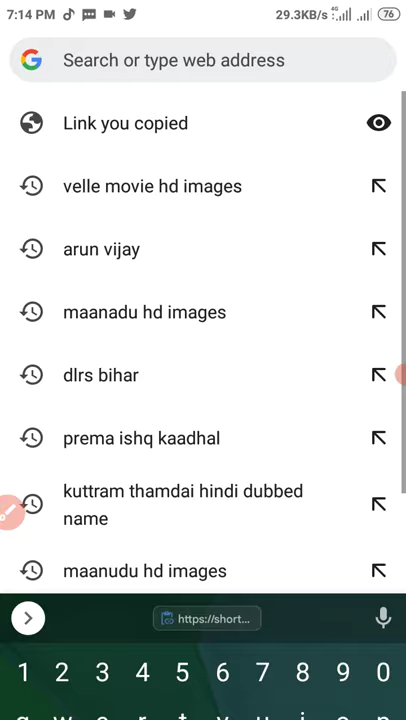 7:14 PM 29.3KB/s 4G 76
Search or type web address
Link you copied
velle movie hd images
arun vijay
maanadu hd images
dlrs bihar
prema ishq kaadhal
kuttram thamdai hindi dubbed
name
maanudu hd images
https://short...
1 2 3 4 5 6 7 8 9 0
q w e r t y u i o p